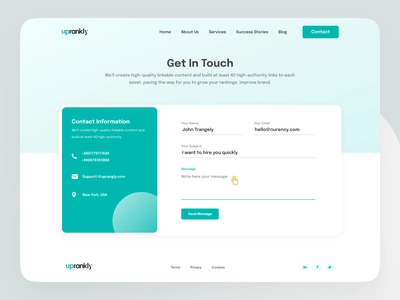 uprankly
Home About Us Services Success Stories Blog Contact
Get In Touch
We'll create high-quality linkable content and build at least 40 high-authority links to each
asset, paving the way for you to grow your rankings, improve brand.
Contact Information
We'll create high-quality linkable content and
build at least 40 high-authority.
Support@uprangly.com
New York, USA
Your Name
John Trangely
Your Email
hello@nurency.com
Your Subject
I want to hire you quickly
Message
Write here your message
Send Message
uprankly
Terms Privacy Cookies